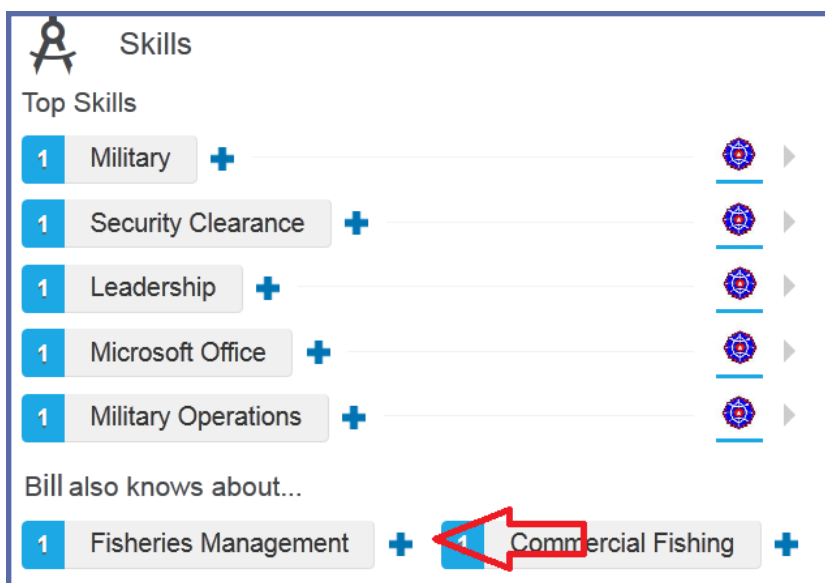 Skills
Top Skills
1 Military
1 Security Clearance
1 Leadership
1 Microsoft Office
1 Military Operations
Bill also knows about...
1 Fisheries Management 1 Commercial Fishing